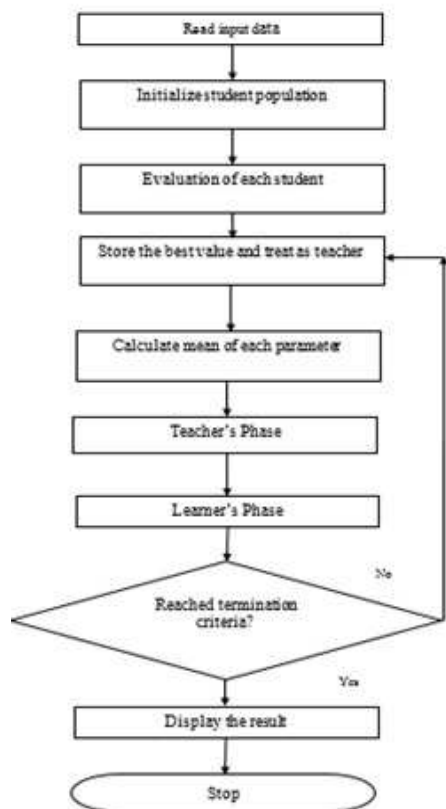 Read input data
Initialize student population
Evaluation of each student
Store the best value and treat as teacher
Calculate mean of each parameter
Teacher's Phase
Learner's Phase
Reached termination
criteria?
No
Yes
Display the result
Stop